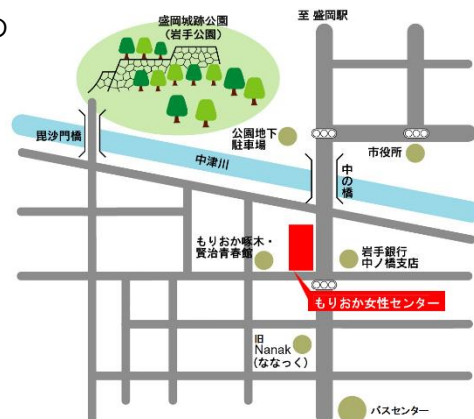 の
盛岡城跡公園
（岩手公園）
至 盛岡駅
毘沙門橋
公園地下
駐車場
市役所
中津川
中の橋
もりおか啄木・
賢治青春館
岩手銀行
中ノ橋支店
もりおか女性センター
旧
Nanak
(ななっく)
バスセンター